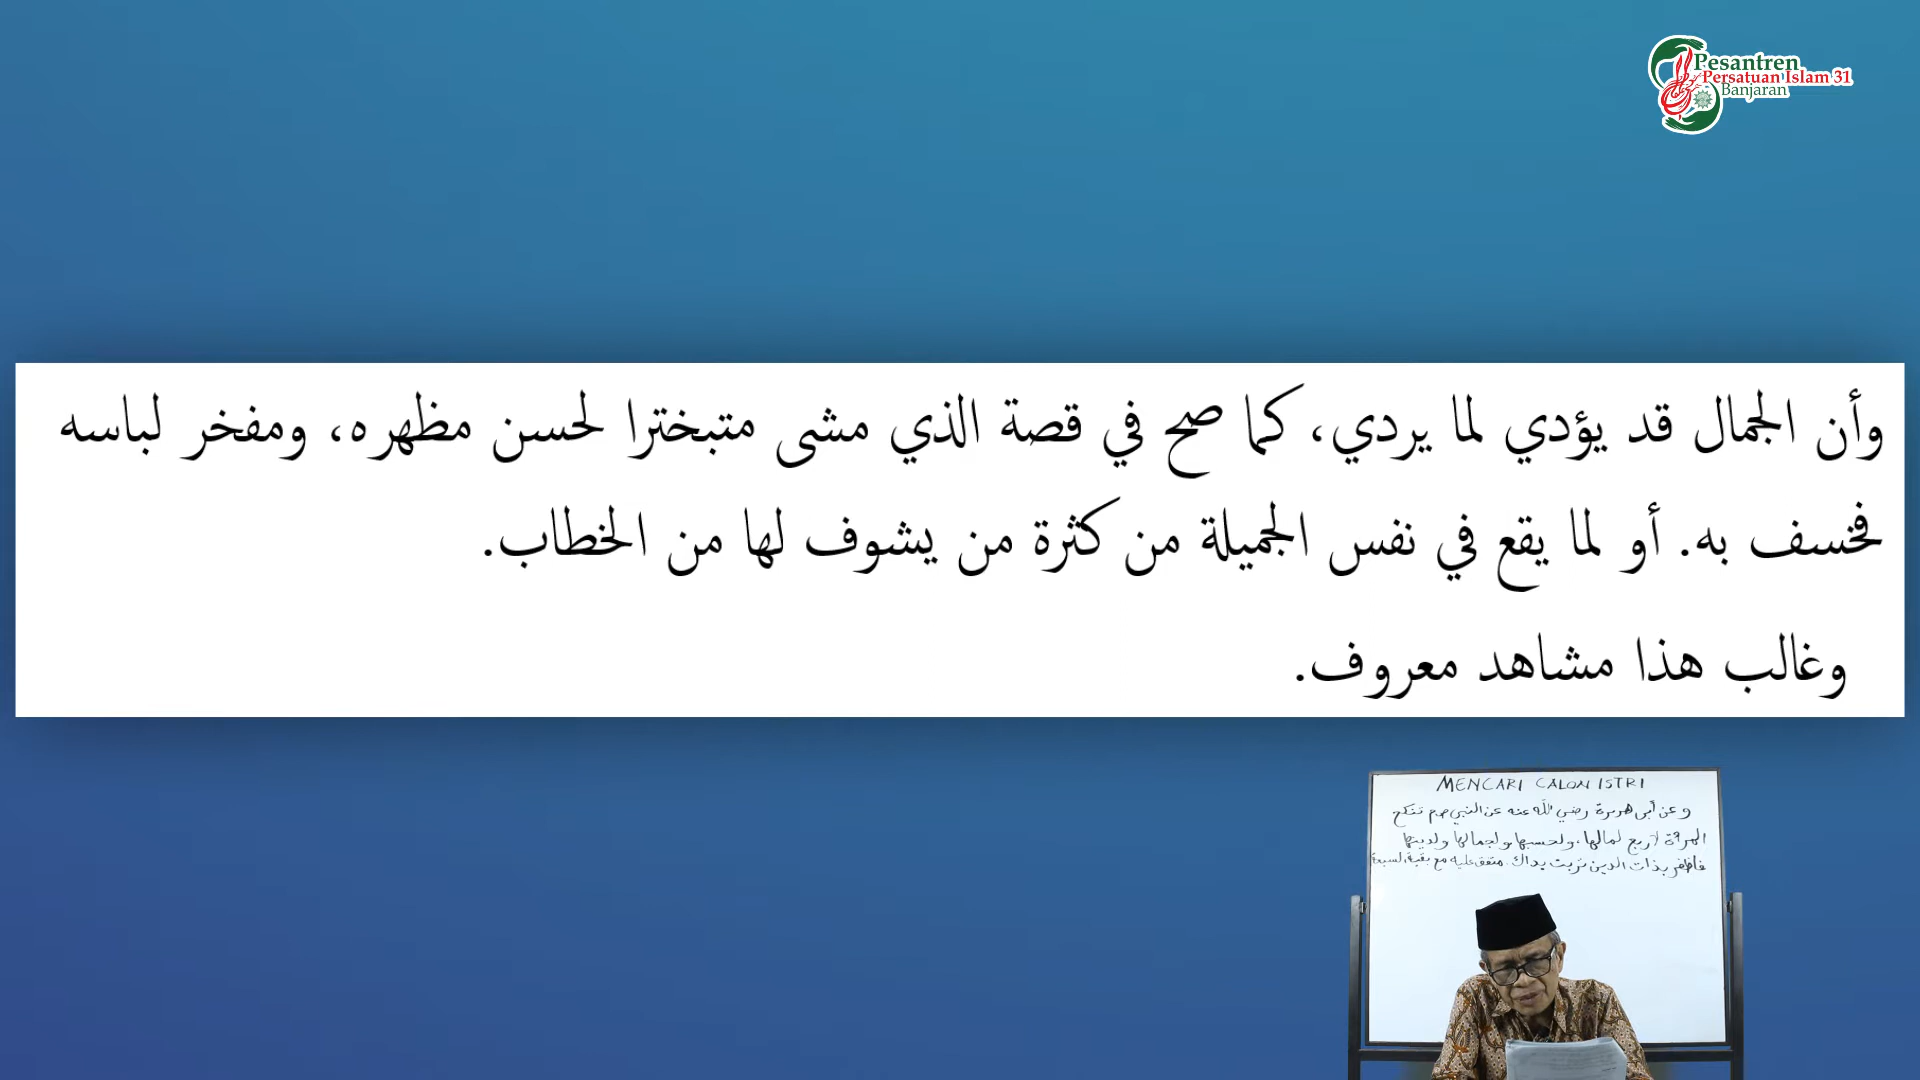 Pesantren
Persatuan Islam 31
Banjaran
وأن الجمال قد يؤدي لما يردي، كما صح في قصة الذي مشى متبخترا لحسن مظهره، ومفخر لباسه
فخسف به. أو لما يقع في نفس الجميلة من كثرة من يشوف لها من الخطاب.
وغالب هذا مشاهد معروف.
MENCARI CALON ISTRI
وعن أبى هريرة رضي الله عنه عن النبي صم تنكح
المرءة لاربع لمالها، ولحسبها ولجمالها ولدينها
فاظفر بذات الدين تربت يداك. متفق عليه مع بقية السبعة